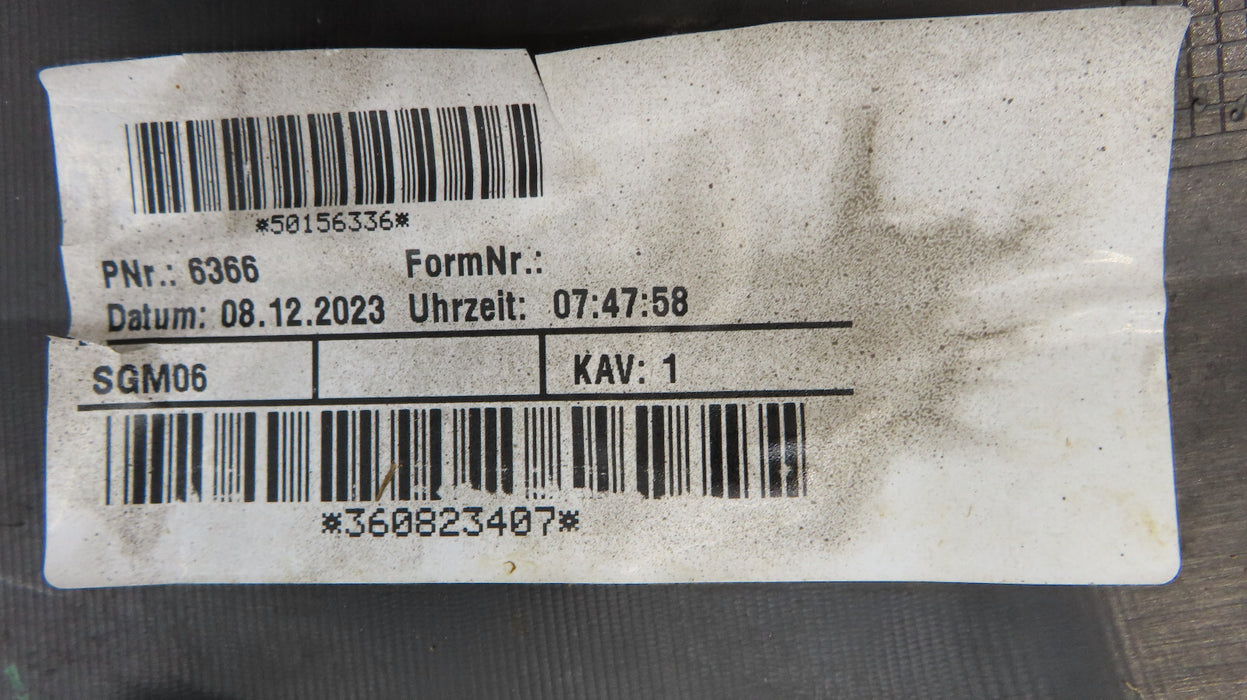 *50156336*
PNr.: 6366 FormNr.:
Datum: 08.12.2023 Uhrzeit: 07:47:58
SGM06 KAV: 1
*360823407*